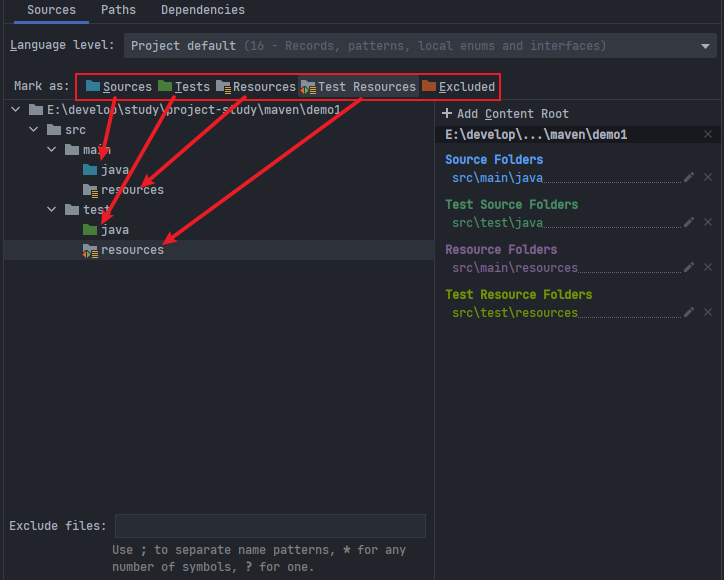 Sources Paths Dependencies
Language level: Project default (16 - Records, patterns, local enums and interfaces)
Mark as: Sources Tests Resources Test Resources Excluded
E:\develop\study\project-study\maven\demo1
src
main
java
resources
test
java
resources
+ Add Content Root
E:\develop\...\maven\demo1
Source Folders
src\main\java
Test Source Folders
src\test\java
Resource Folders
src\main\resources
Test Resource Folders
src\test\resources
Exclude files:
Use ; to separate name patterns, * for any
number of symbols, ? for one.